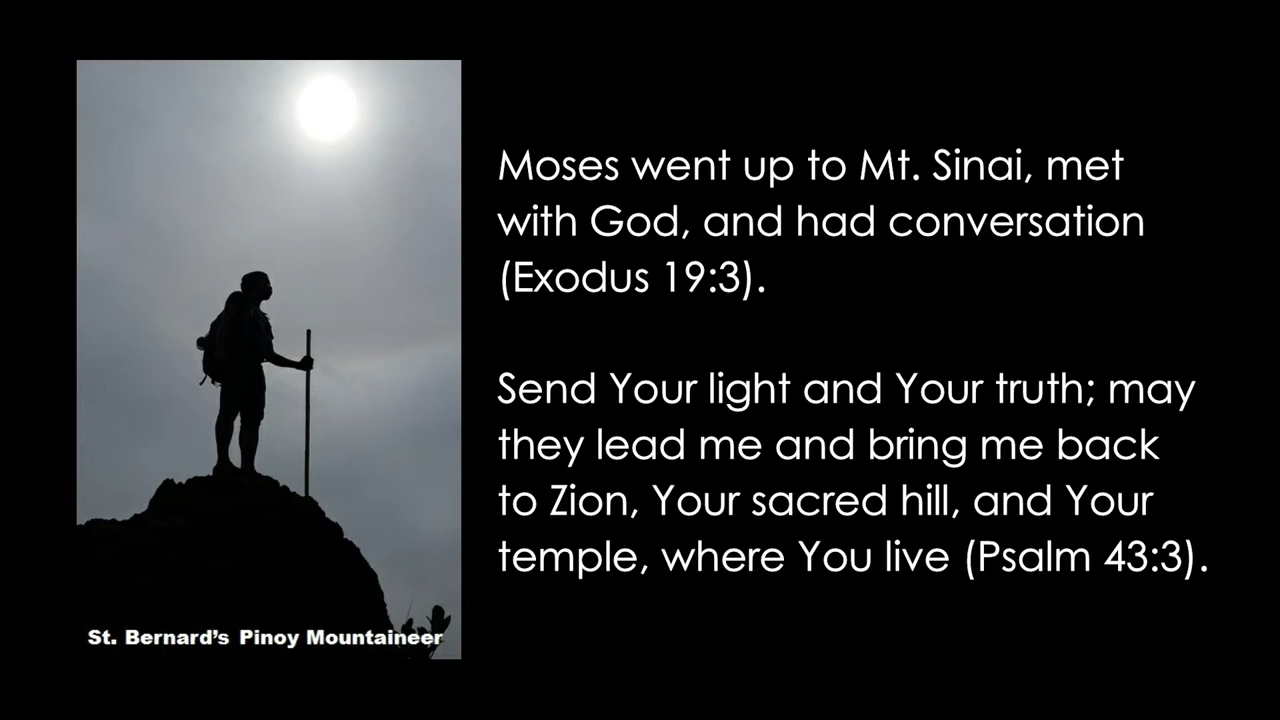 Moses went up to Mt. Sinai, met
with God, and had conversation
(Exodus 19:3).
Send Your light and Your truth; may
they lead me and bring me back
to Zion, Your sacred hill, and Your
temple, where You live (Psalm 43:3).
St. Bernard's Pinoy Mountaineer